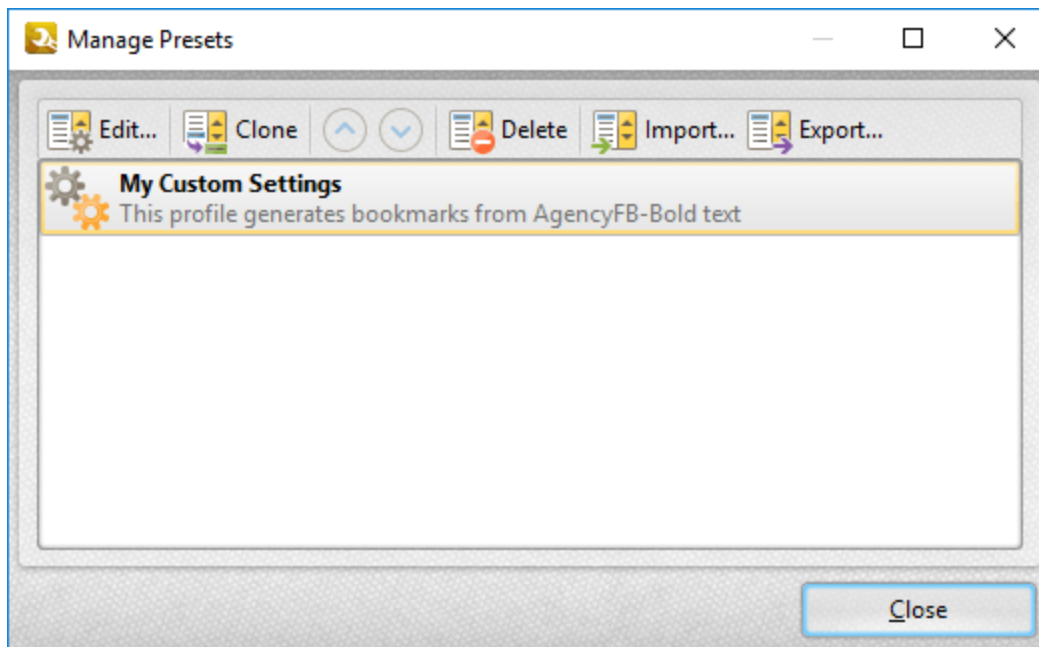 Manage Presets
Edit... Clone Delete Import... Export...
My Custom Settings
This profile generates bookmarks from AgencyFB-Bold text
Close